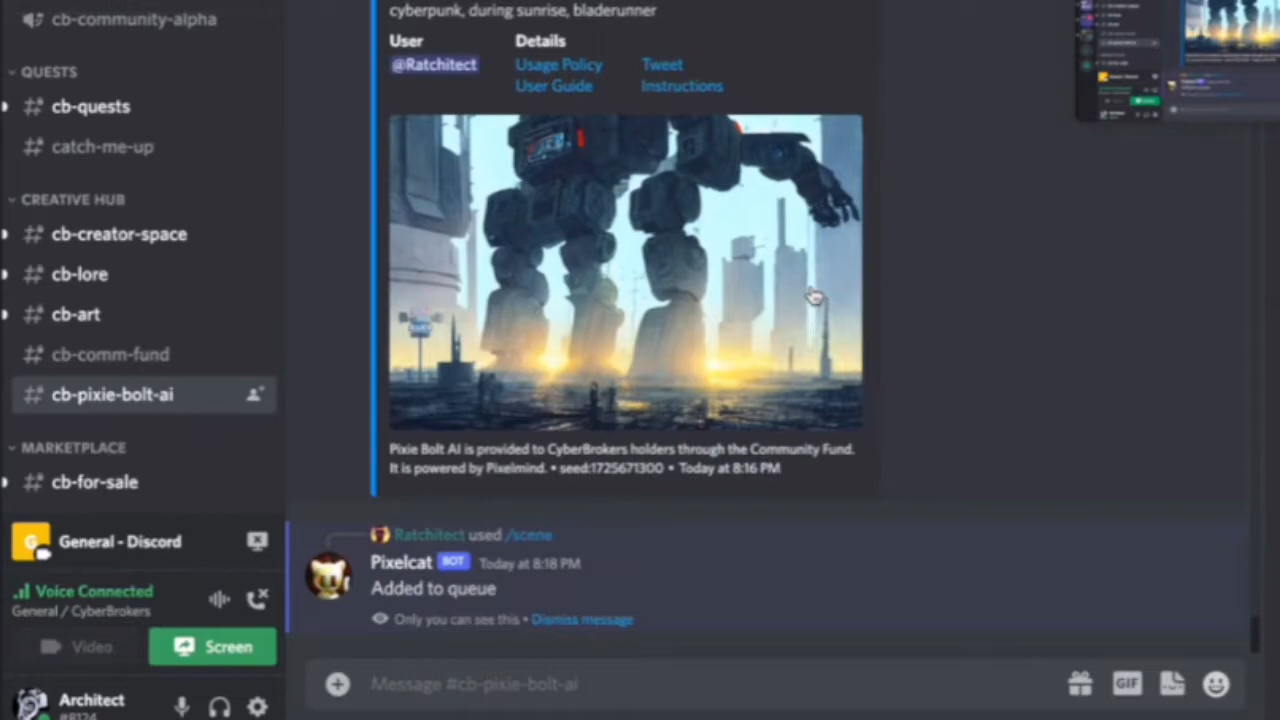 cb-community-alpha
QUESTS
cb-quests
catch-me-up
CREATIVE HUB
cb-creator-space
cb-lore
cb-art
cb-comm-fund
cb-pixie-bolt-ai
MARKETPLACE
cb-for-sale
General - Discord
Voice Connected
General / CyberBrokers
Video
Screen
Architect
#8124
cyberpunk, during sunrise, bladerunner
User
Details
@Ratchitect
Usage Policy
Tweet
User Guide
Instructions
Pixie Bolt AI is provided to CyberBrokers holders through the Community Fund.
It is powered by Pixelmind. • seed:1725671300 • Today at 8:16 PM
Ratchitect used /scene
Pixelcat BOT Today at 8:18 PM
Added to queue
Only you can see this • Dismiss message
Message #cb-pixie-bolt-ai
GIF